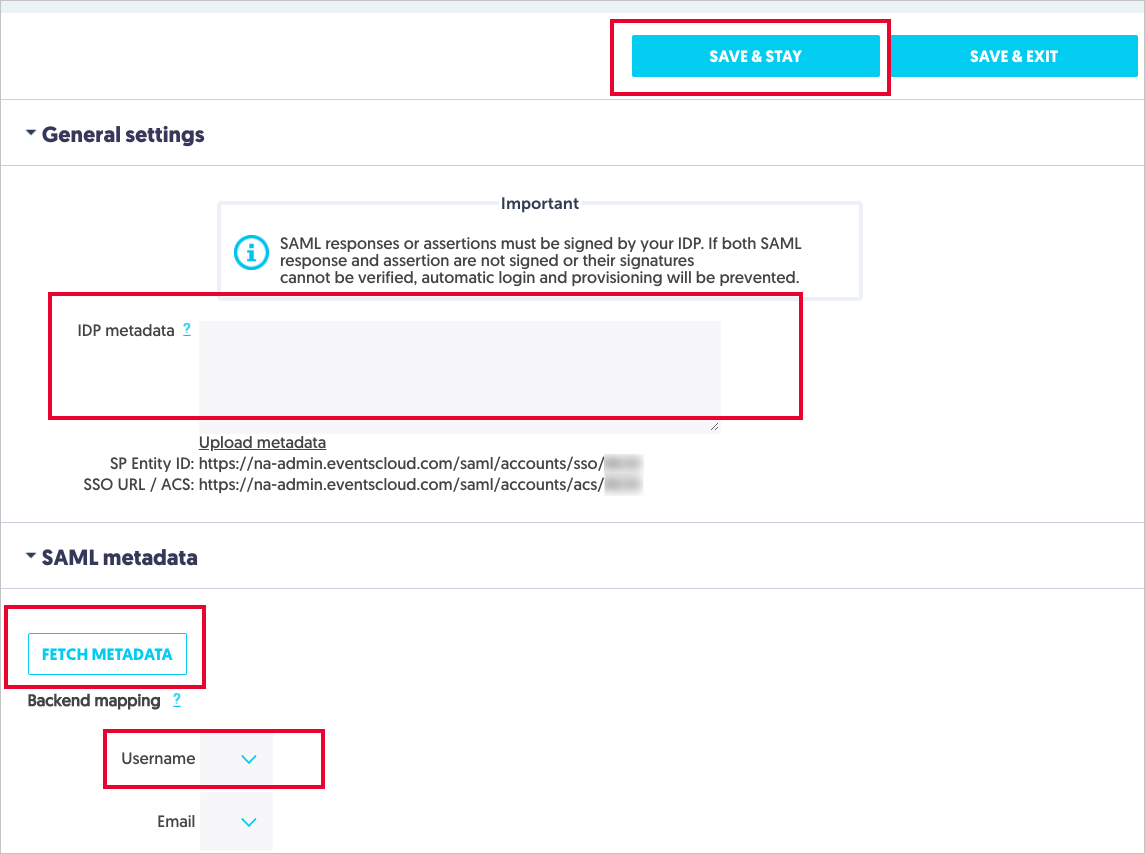 SAVE & STAY
SAVE & EXIT
General settings
Important
SAML responses or assertions must be signed by your IDP. If both SAML
response and assertion are not signed or their signatures
cannot be verified, automatic login and provisioning will be prevented.
IDP metadata ?
Upload metadata
SP Entity ID: https://na-admin.eventscloud.com/saml/accounts/sso/
SSO URL / ACS: https://na-admin.eventscloud.com/saml/accounts/acs/
SAML metadata
FETCH METADATA
Backend mapping ?
Username
Email